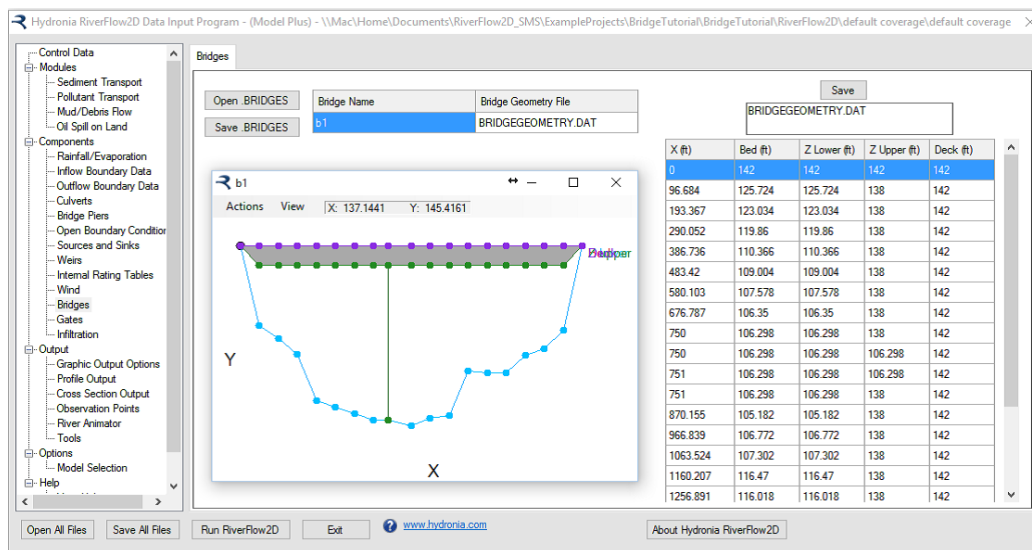 Hydronia RiverFlow2D Data Input Program - (Model Plus) - \\Mac\Home\Documents\RiverFlow2D_SMS\ExampleProjects\BridgeTutorial\BridgeTutorial\RiverFlow2D\default coverage\default coverage
Control Data
Modules
Sediment Transport
Pollutant Transport
Mud/Debris Flow
Oil Spill on Land
Components
Rainfall/Evaporation
Inflow Boundary Data
Outflow Boundary Data
Culverts
Bridge Piers
Open Boundary Condition
Sources and Sinks
Weirs
Internal Rating Tables
Wind
Bridges
Gates
Infiltration
Output
Graphic Output Options
Profile Output
Cross Section Output
Observation Points
River Animator
Tools
Options
Model Selection
Help
Bridges
Open .BRIDGES
Save .BRIDGES
Bridge Name Bridge Geometry File
b1 BRIDGEGEOMETRY.DAT
b1
Actions View X: 137.1441 Y: 145.4161
Y
X
Save
BRIDGEGEOMETRY.DAT
X (ft) Bed (ft) Z Lower (ft) Z Upper (ft) Deck (ft)
0 142 142 142 142
96.684 125.724 125.724 138 142
193.367 123.034 123.034 138 142
290.052 119.86 119.86 138 142
386.736 110.366 110.366 138 142
483.42 109.004 109.004 138 142
580.103 107.578 107.578 138 142
676.787 106.35 106.35 138 142
750 106.298 106.298 138 142
750 106.298 106.298 106.298 142
751 106.298 106.298 106.298 142
751 106.298 106.298 138 142
870.155 105.182 105.182 138 142
966.839 106.772 106.772 138 142
1063.524 107.302 107.302 138 142
1160.207 116.47 116.47 138 142
1256.891 116.018 116.018 138 142
Open All Files Save All Files Run RiverFlow2D Exit ? www.hydronia.com About Hydronia RiverFlow2D